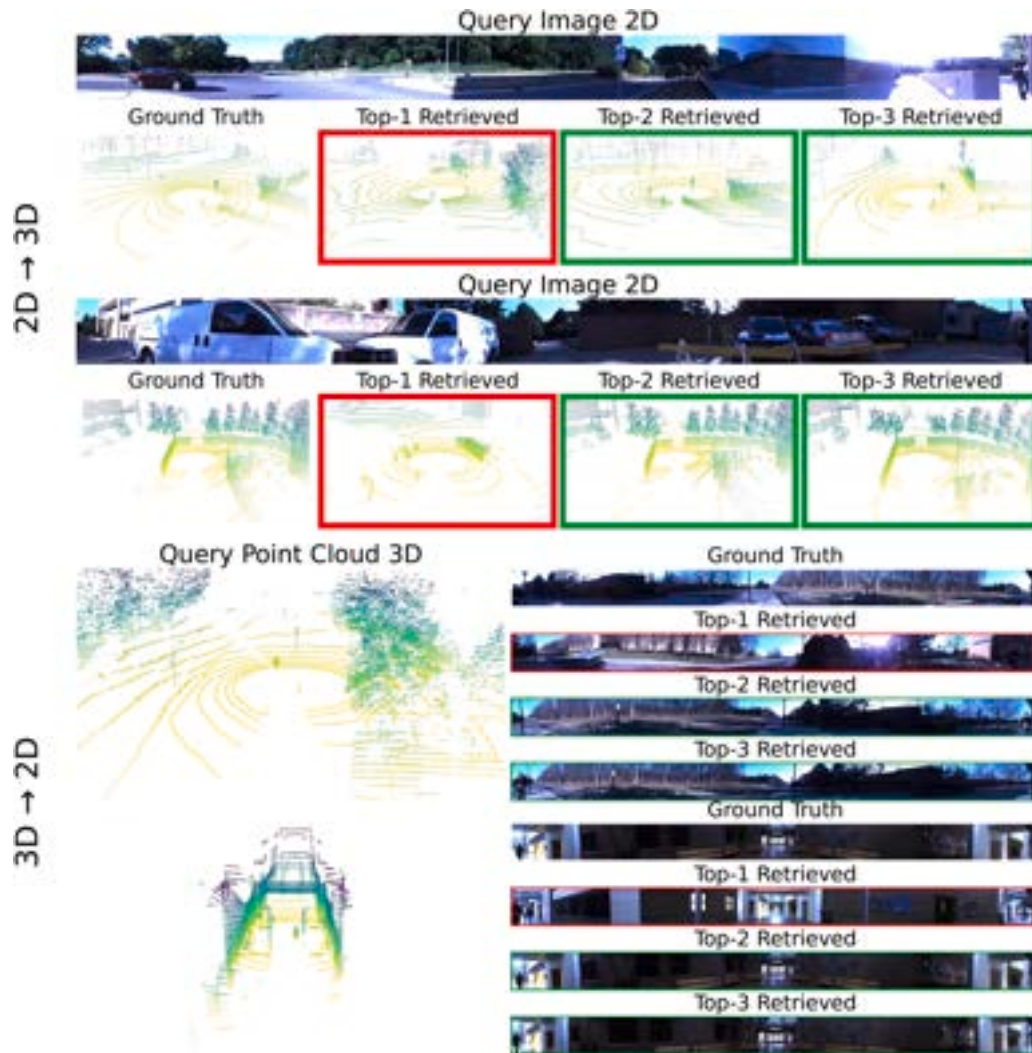 Query Image 2D
Ground Truth
Top-1 Retrieved
Top-2 Retrieved
Top-3 Retrieved
2D → 3D
Query Image 2D
Ground Truth
Top-1 Retrieved
Top-2 Retrieved
Top-3 Retrieved
Query Point Cloud 3D
Ground Truth
Top-1 Retrieved
Top-2 Retrieved
Top-3 Retrieved
3D → 2D
Ground Truth
Top-1 Retrieved
Top-2 Retrieved
Top-3 Retrieved